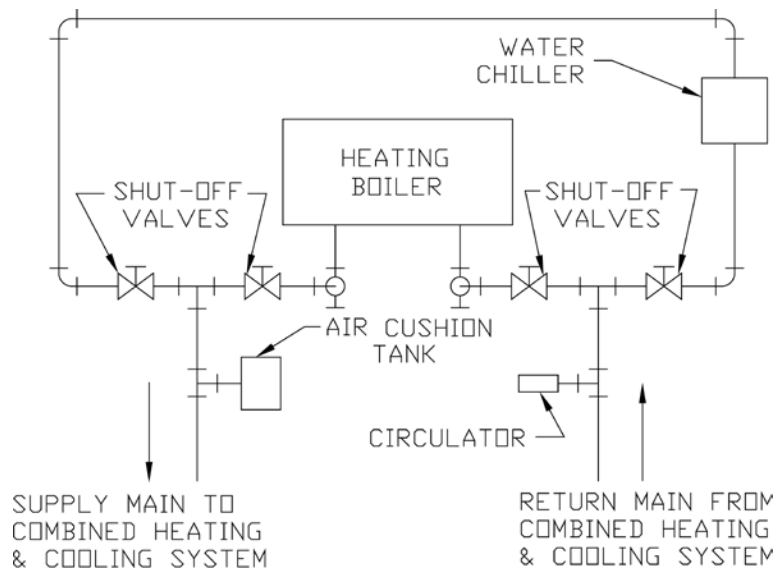 WATER
CHILLER
HEATING
BOILER
SHUT-OFF
VALVES
SHUT-OFF
VALVES
AIR CUSHION
TANK
CIRCULATOR
SUPPLY MAIN TO
COMBINED HEATING
& COOLING SYSTEM
RETURN MAIN FROM
COMBINED HEATING
& COOLING SYSTEM